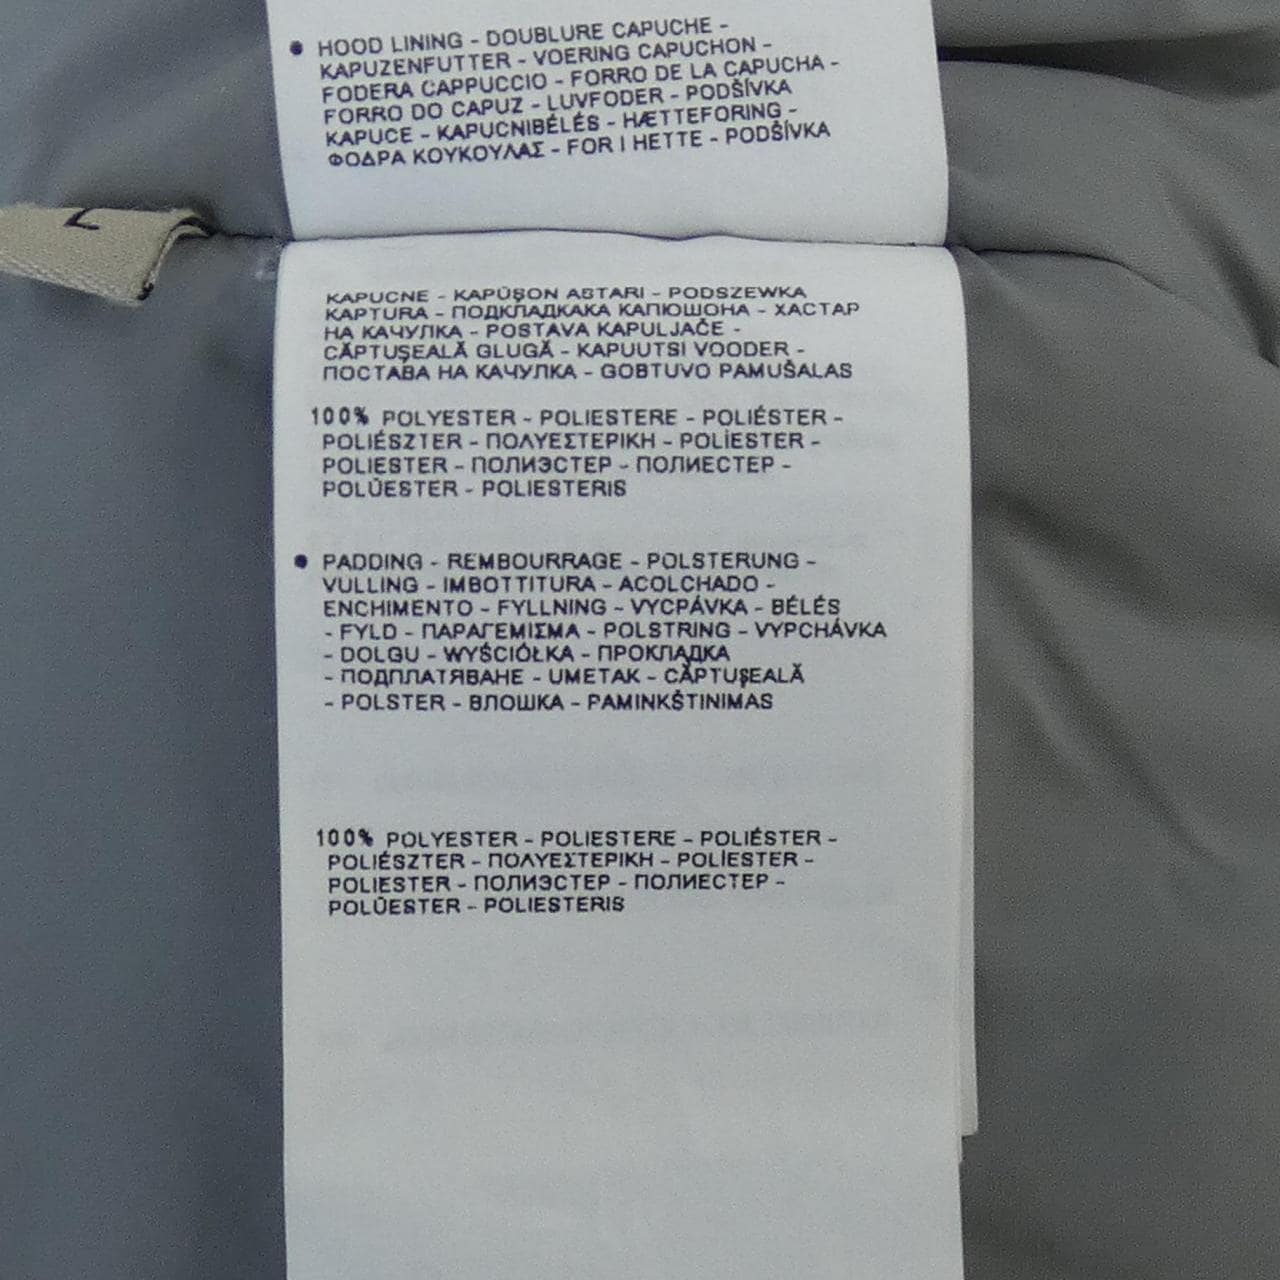 • HOOD LINING - DOUBLURE CAPUCHE -
KAPUZENFUTTER - VOERING CAPUCHON -
FODERA CAPPUCCIO - FORRO DE LA CAPUCHA -
FORRO DO CAPUZ - LUVFODER - PODŠÍVKA
KAPUCE - KAPUCNIBÉLÉS - HÆTTEFORING -
ΦΟΔΡΑ ΚΟΥΚΟΥΛΑΣ - FOR I HETTE - PODŠÍVKA
L
KAPUCNE - KAPÜŞON ASTARI - PODSZEWKA
KAPTURA - ПОДКЛАДКАКА КАПЮШОНА - ХАСТАР
НА КАЧУЛКА - POSTAVA KAPULJAČE -
CĂPTUŞEALĂ GLUGĂ - KAPUUTSI VOODER -
ПОСТАВА НА КАЧУЛКА - GOBTUVO PAMUŠALAS
100% POLYESTER - POLIESTERE - POLIÉSTER -
POLIÉSZTER - ΠΟΛΥΕΣΤΕΡΙΚΗ - POLİESTER -
POLIESTER - ПОЛИЭСТЕР - ПОЛИЕСТЕР -
POLÜESTER - POLIESTERIS
• PADDING - REMBOURRAGE - POLSTERUNG -
VULLING - IMBOTTITURA - ACOLCHADO -
ENCHIMENTO - FYLLNING - VYCPÁVKA - BÉLÉS
- FYLD - ΠΑΡΑΓΕΜΙΣΜΑ - POLSTRING - VYPCHÁVKA
- DOLGU - WYŚCIÓŁKA - ПРОКЛАДКА
- ПОДПЛАТЯВАНЕ - UMETAK - CĂPTUŞEALĂ
- POLSTER - ВЛОШКА - PAMINKŠTINIMAS
100% POLYESTER - POLIESTERE - POLIÉSTER -
POLIÉSZTER - ΠΟΛΥΕΣΤΕΡΙΚΗ - POLİESTER -
POLIESTER - ПОЛИЭСТЕР - ПОЛИЕСТЕР -
POLÜESTER - POLIESTERIS